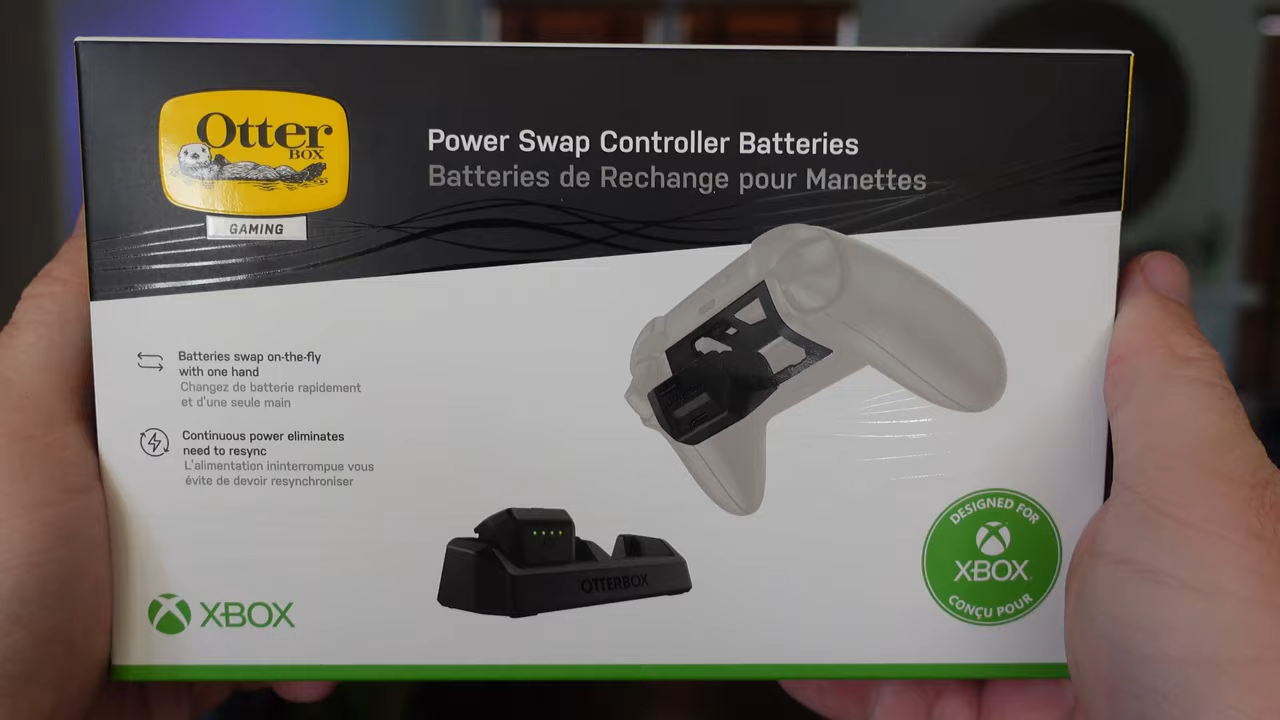 Otter
BOX
GAMING
Power Swap Controller Batteries
Batteries de Rechange pour Manettes
Batteries swap on-the-fly
with one hand
Changez de batterie rapidement
et d'une seule main
Continuous power eliminates
need to resync
L'alimentation ininterrompue vous
évite de devoir resynchroniser
OTTERBOX
XBOX
DESIGNED FOR
XBOX
CONÇU POUR